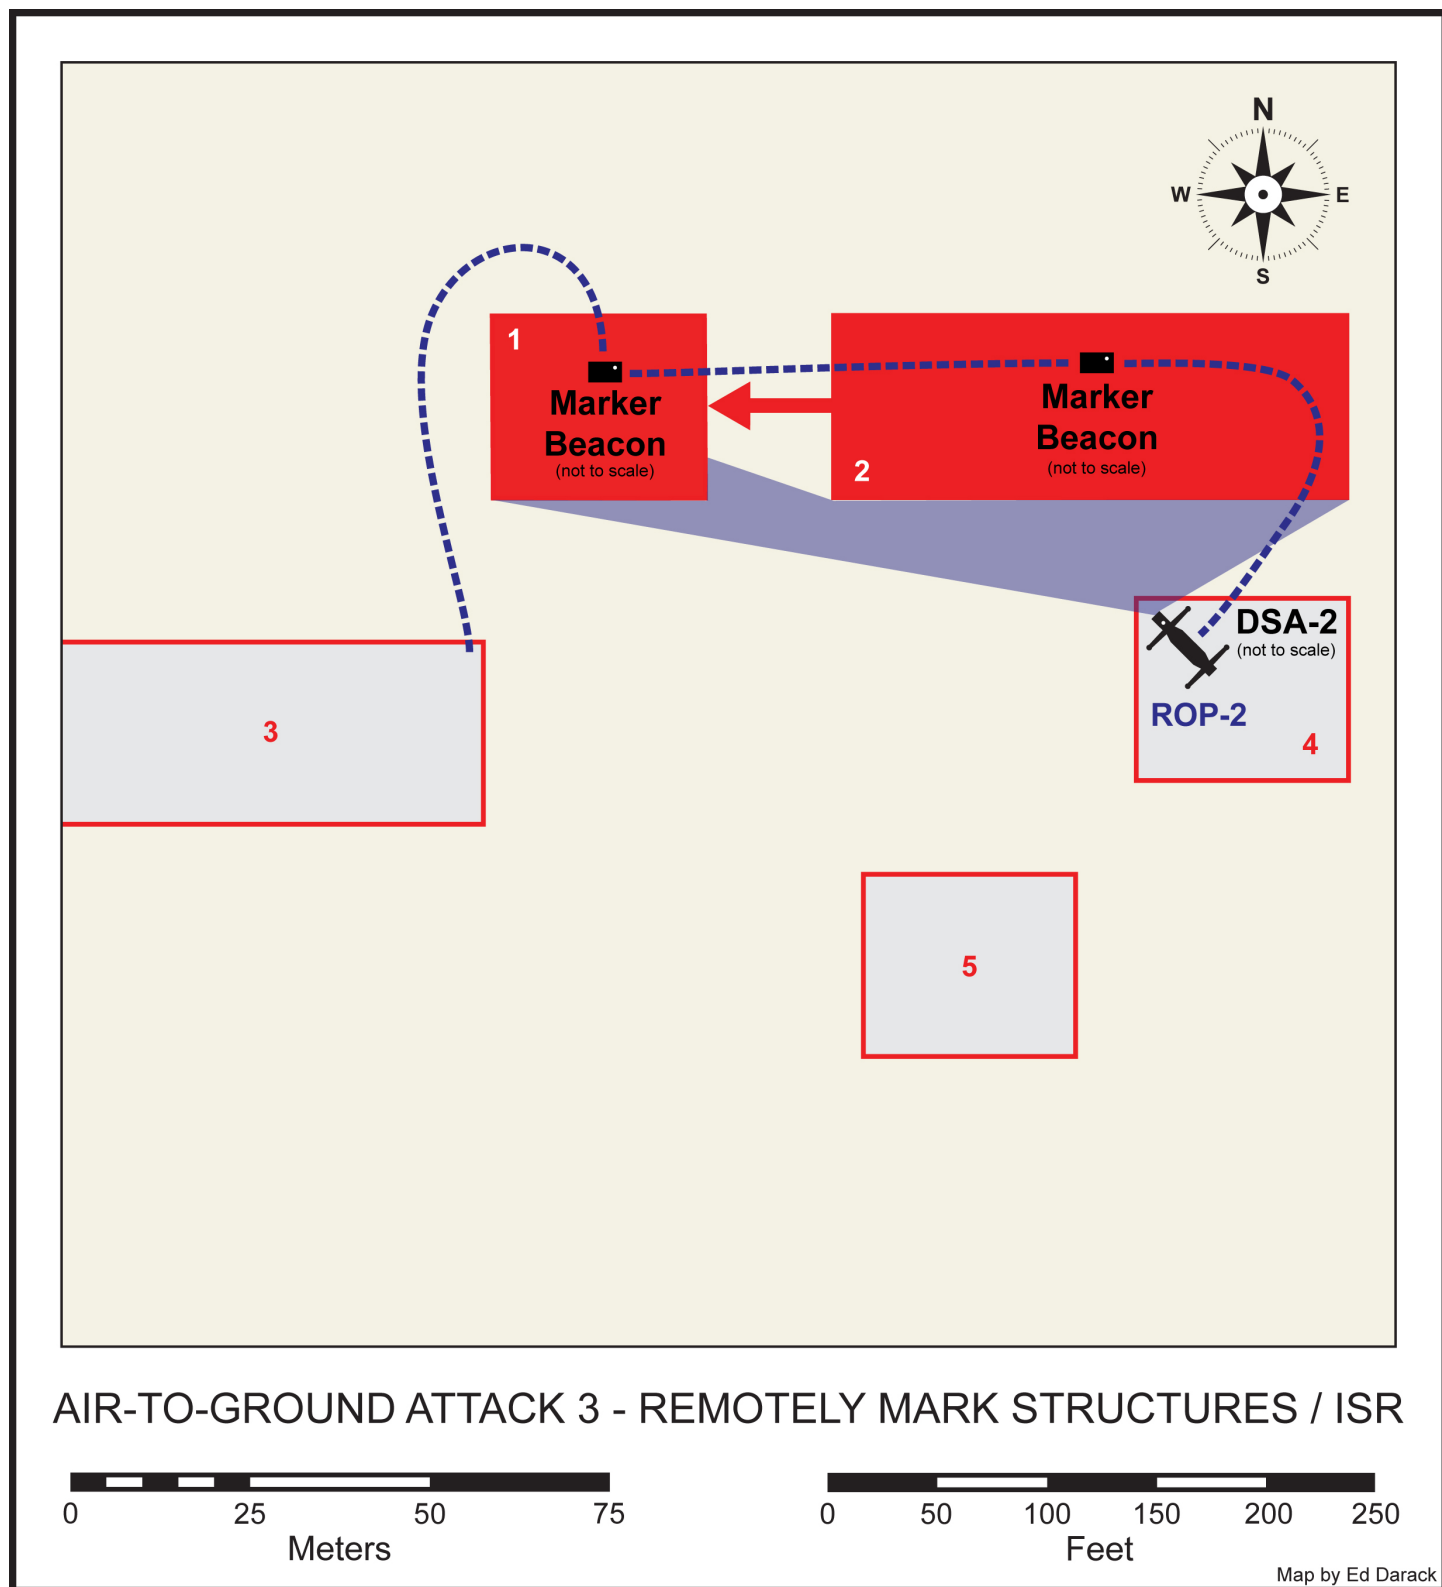 N
W
E
S
1
Marker
Beacon
(not to scale)
Marker
Beacon
(not to scale)
2
DSA-2
(not to scale)
ROP-2
4
3
5
AIR-TO-GROUND ATTACK 3 - REMOTELY MARK STRUCTURES / ISR
0 25 50 75
Meters
0 50 100 150 200 250
Feet
Map by Ed Darack